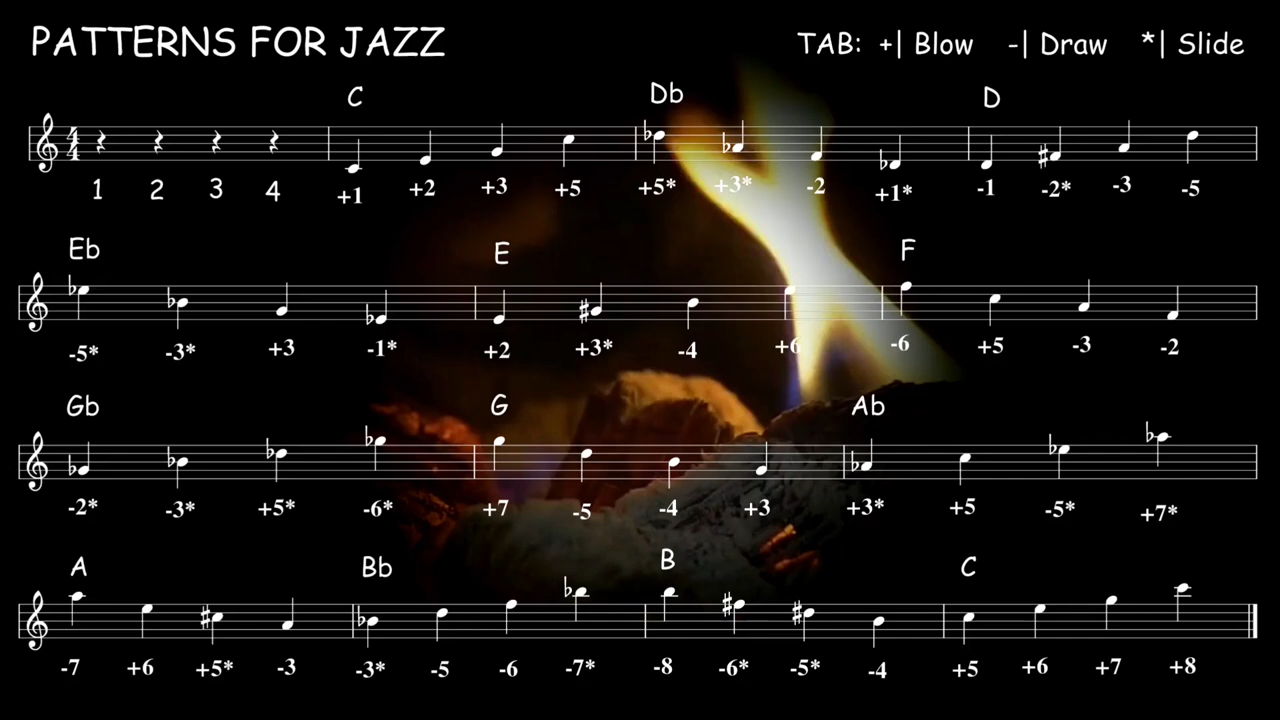 PATTERNS FOR JAZZ TAB: +| Blow -| Draw *| Slide
C Db D
1 2 3 4 +1 +2 +3 +5 +5* +3* -2 +1* -1 -2* -3 -5
Eb E F
-5* -3* +3 -1* +2 +3* -4 +6 -6 +5 -3 -2
Gb G Ab
-2* -3* +5* -6* +7 -5 -4 +3 +3* +5 -5* +7*
A Bb B C
-7 +6 +5* -3 -3* -5 -6 -7* -8 -6* -5* -4 +5 +6 +7 +8